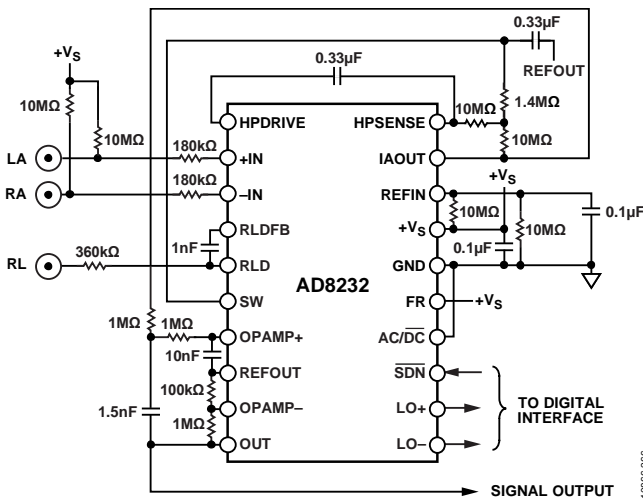 0.33µF
0.33µF
REFOUT
+VS
10MΩ
10MΩ
10MΩ
1.4MΩ
10MΩ
HPDRIVE
HPSENSE
LA
180kΩ
+IN
IAOUT
RA
180kΩ
–IN
REFIN
+VS
10MΩ
10MΩ
0.1µF
RLDFB
+VS
1nF
0.1µF
RL
360kΩ
RLD
GND
AD8232
SW
FR
+VS
1MΩ
1MΩ
OPAMP+
AC/DC
10nF
REFOUT
SDN
100kΩ
TO DIGITAL
INTERFACE
1.5nF
OPAMP–
LO+
1MΩ
OUT
LO–
SIGNAL OUTPUT